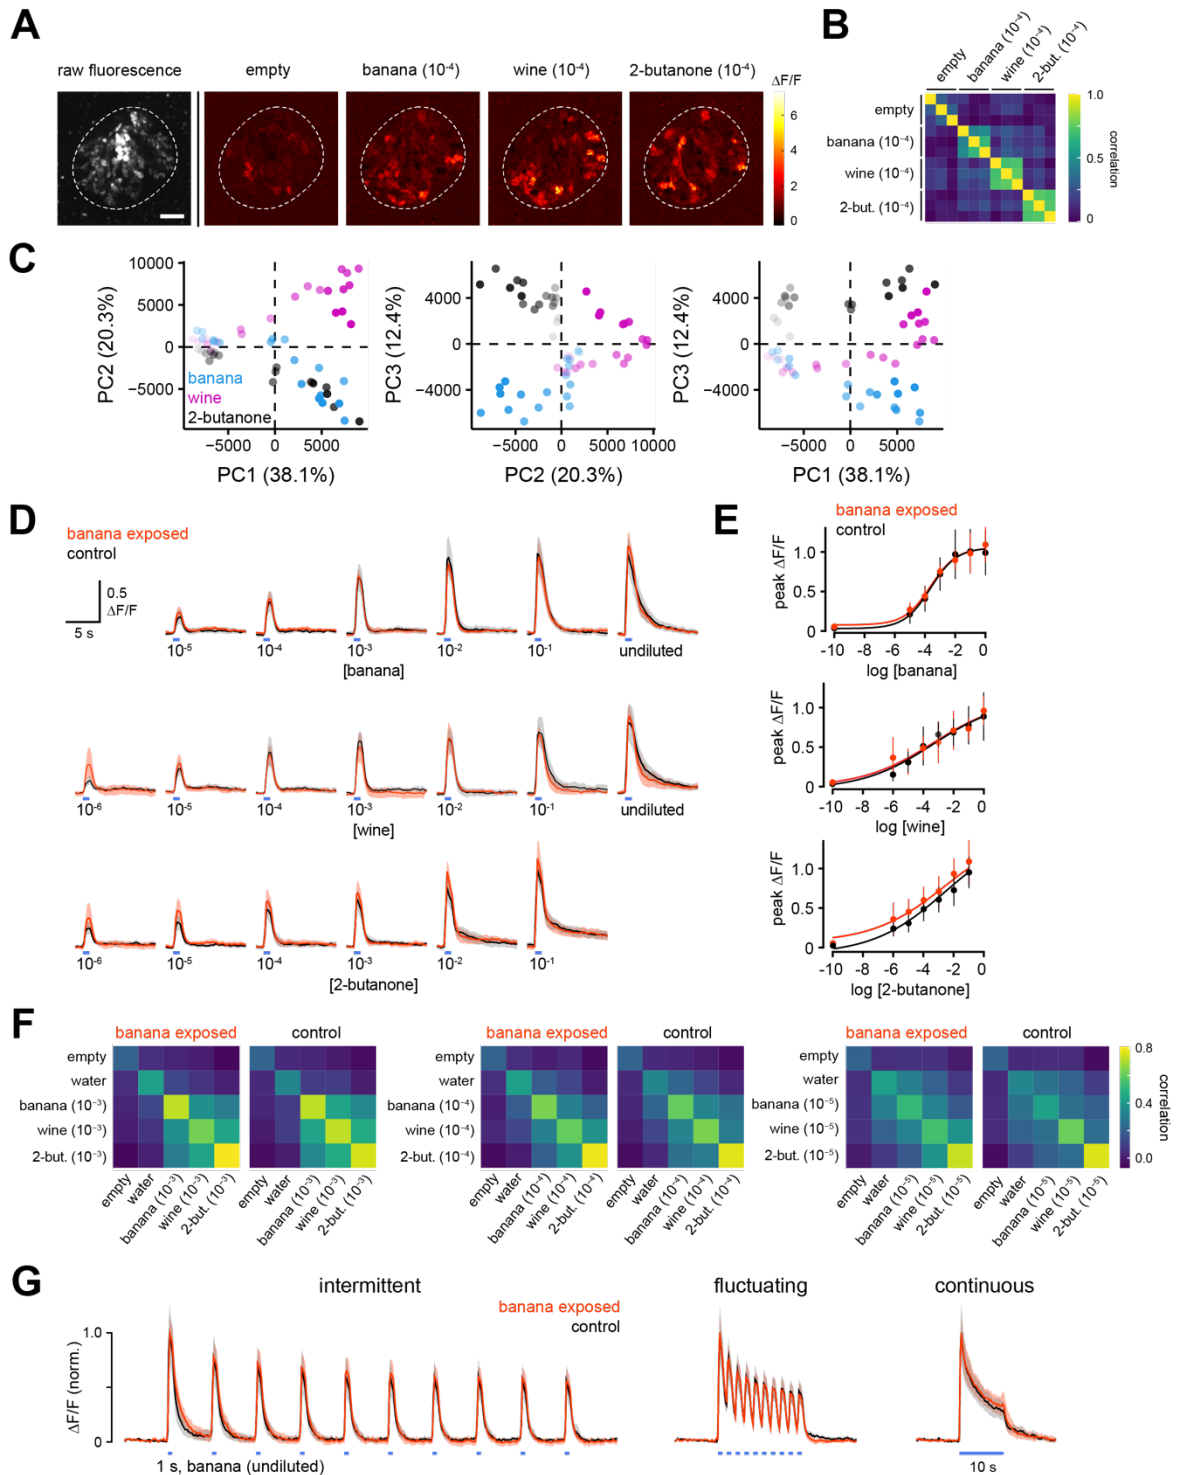 A
raw fluorescence
empty
banana (10⁻⁴)
wine (10⁻⁴)
2-butanone (10⁻⁴)
ΔF/F
6
4
2
0
B
empty
banana (10⁻⁴)
wine (10⁻⁴)
2-but. (10⁻⁴)
empty
banana (10⁻⁴)
wine (10⁻⁴)
2-but. (10⁻⁴)
1.0
0.5
0
correlation
C
PC2 (20.3%)
10000
5000
0
−5000
banana
wine
2-butanone
−5000 0 5000
PC1 (38.1%)
PC3 (12.4%)
4000
0
−4000
−5000 0 5000 10000
PC2 (20.3%)
PC3 (12.4%)
4000
0
−4000
−5000 0 5000
PC1 (38.1%)
D
banana exposed
control
0.5
ΔF/F
5 s
10⁻⁵ 10⁻⁴ 10⁻³ 10⁻² 10⁻¹ undiluted
[banana]
10⁻⁶ 10⁻⁵ 10⁻⁴ 10⁻³ 10⁻² 10⁻¹ undiluted
[wine]
10⁻⁶ 10⁻⁵ 10⁻⁴ 10⁻³ 10⁻² 10⁻¹
[2-butanone]
E
banana exposed
control
peak ΔF/F
1.0
0.5
0
-10 -8 -6 -4 -2 0
log [banana]
peak ΔF/F
1.0
0.5
0
-10 -8 -6 -4 -2 0
log [wine]
peak ΔF/F
1.0
0.5
0
-10 -8 -6 -4 -2 0
log [2-butanone]
F
banana exposed
control
empty
water
banana (10⁻³)
wine (10⁻³)
2-but. (10⁻³)
empty
water
banana (10⁻³)
wine (10⁻³)
2-but. (10⁻³)
empty
water
banana (10⁻³)
wine (10⁻³)
2-but. (10⁻³)
banana exposed
control
empty
water
banana (10⁻⁴)
wine (10⁻⁴)
2-but. (10⁻⁴)
empty
water
banana (10⁻⁴)
wine (10⁻⁴)
2-but. (10⁻⁴)
empty
water
banana (10⁻⁴)
wine (10⁻⁴)
2-but. (10⁻⁴)
banana exposed
control
empty
water
banana (10⁻⁵)
wine (10⁻⁵)
2-but. (10⁻⁵)
empty
water
banana (10⁻⁵)
wine (10⁻⁵)
2-but. (10⁻⁵)
empty
water
banana (10⁻⁵)
wine (10⁻⁵)
2-but. (10⁻⁵)
0.8
0.4
0.0
correlation
G
intermittent
fluctuating
continuous
banana exposed
control
ΔF/F (norm.)
1.0
0
1 s, banana (undiluted)
10 s